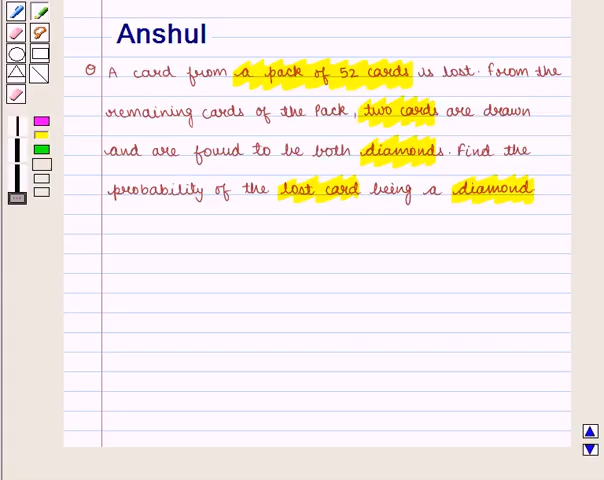 Anshul
Q A card from a pack of 52 cards is lost. From the
remaining cards of the Pack, two cards are drawn
and are found to be both diamonds. Find the
probability of the lost card being a diamond